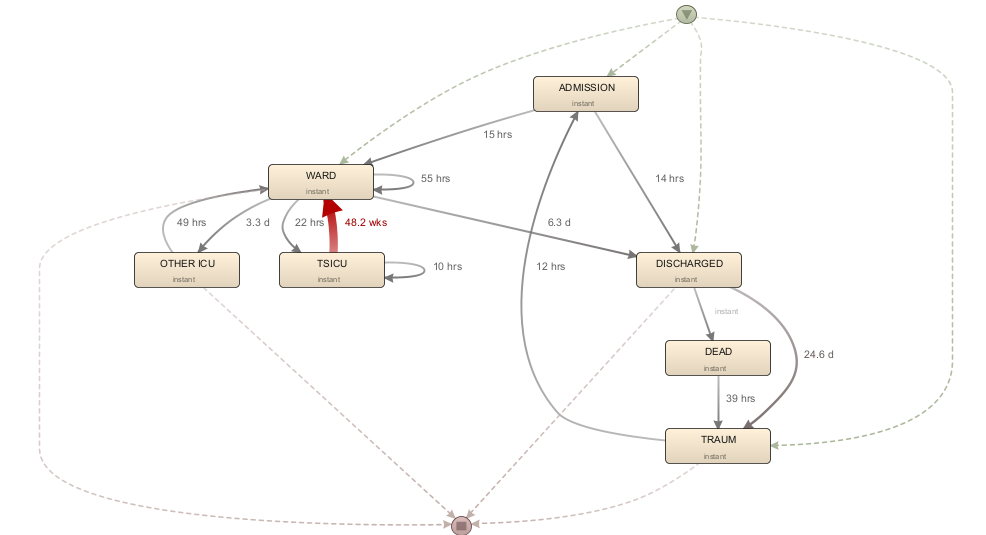 ADMISSION
instant
15 hrs
WARD
instant
55 hrs
14 hrs
49 hrs
3.3 d
22 hrs
48.2 wks
6.3 d
OTHER ICU
instant
TSICU
instant
10 hrs
12 hrs
DISCHARGED
instant
instant
DEAD
instant
24.6 d
39 hrs
TRAUM
instant